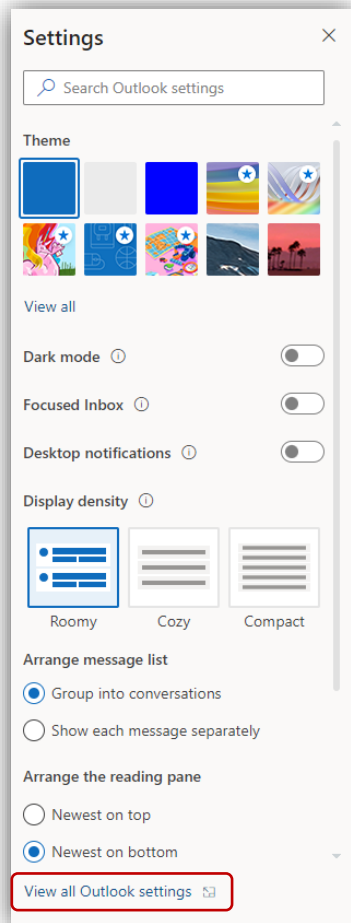 Settings
Search Outlook settings
Theme
View all
Dark mode
Focused Inbox
Desktop notifications
Display density
Roomy Cozy Compact
Arrange message list
Group into conversations
Show each message separately
Arrange the reading pane
Newest on top
Newest on bottom
View all Outlook settings